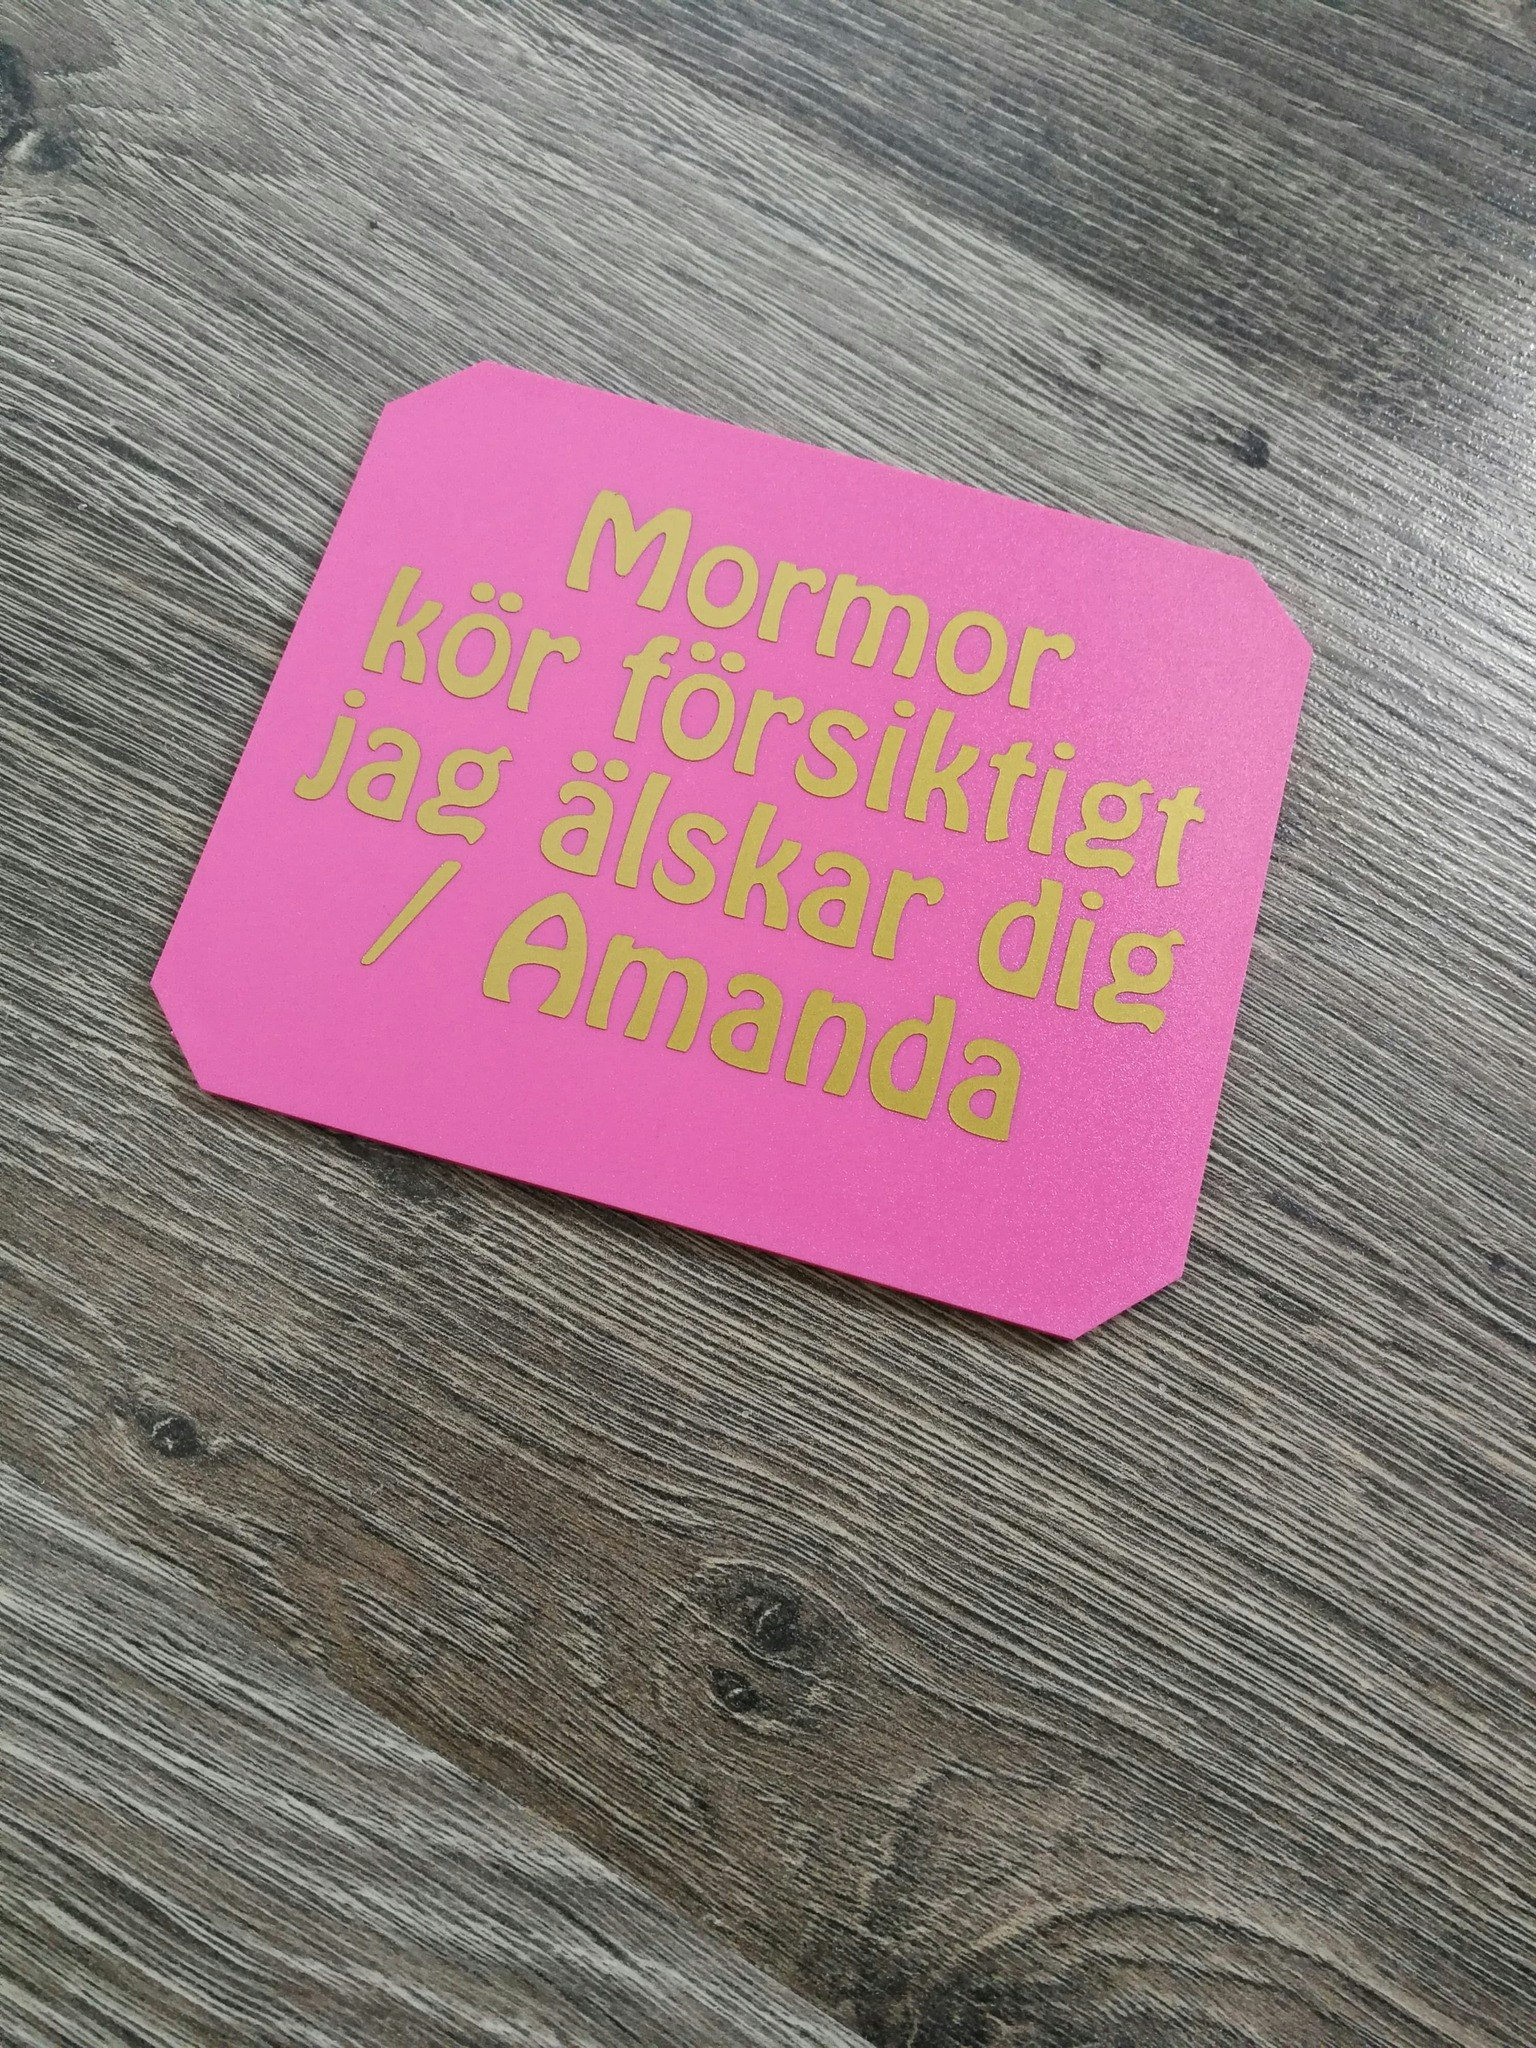 Mormor
kör försiktigt
jag älskar dig
/ Amanda